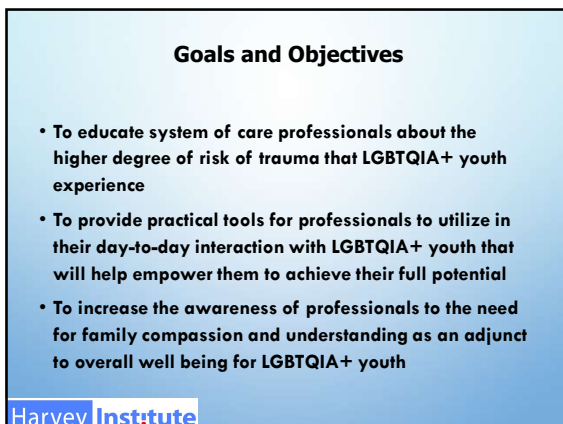 Goals and Objectives
• To educate system of care professionals about the
higher degree of risk of trauma that LGBTQIA+ youth
experience
• To provide practical tools for professionals to utilize in
their day-to-day interaction with LGBTQIA+ youth that
will help empower them to achieve their full potential
• To increase the awareness of professionals to the need
for family compassion and understanding as an adjunct
to overall well being for LGBTQIA+ youth
Harvey Institute